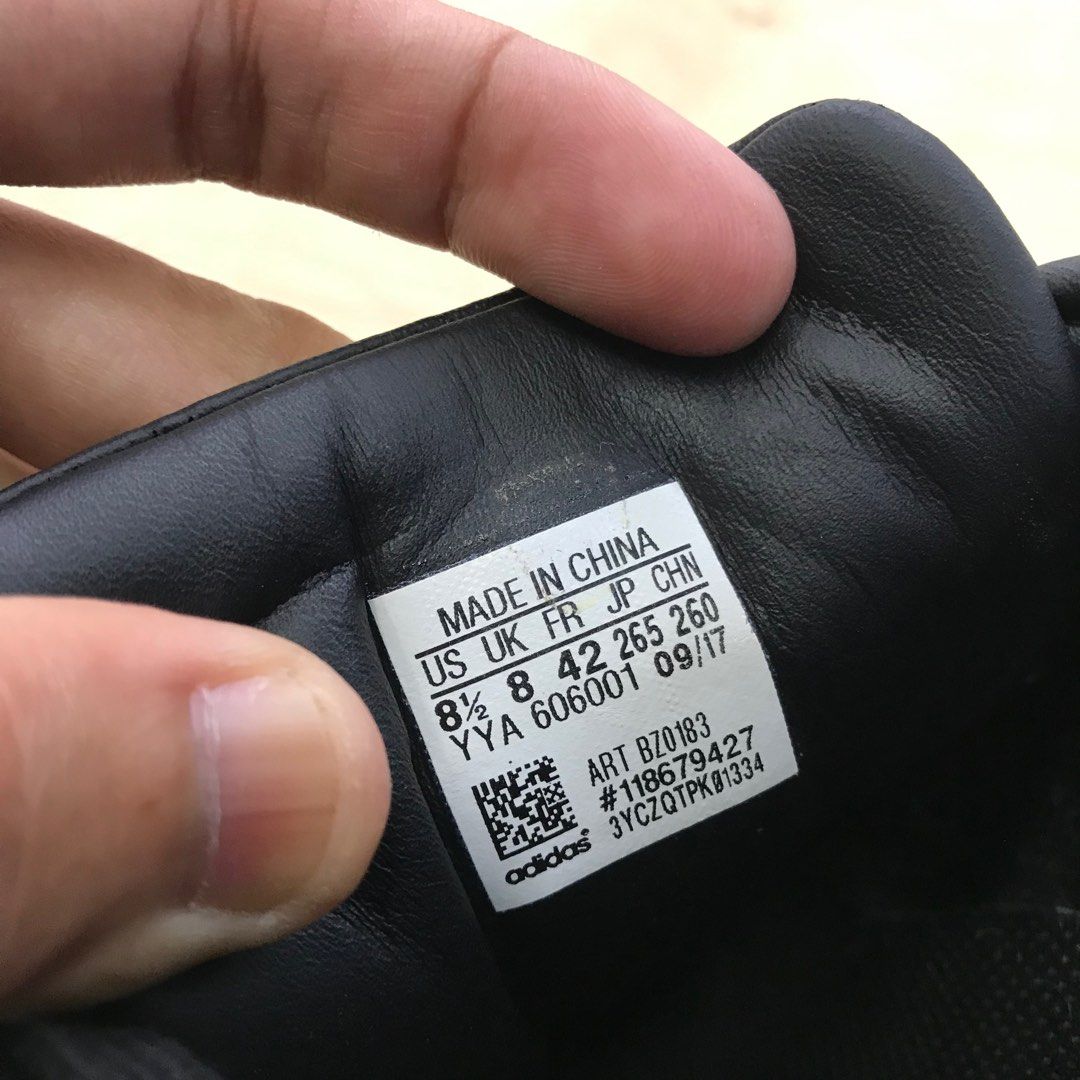 MADE IN CHINA
US UK FR JP CHN
8½ 8 42 265 260
YYA 606001 09/17
ART BZ0183
#118679427
3YCZQTPKØ1334
adidas®